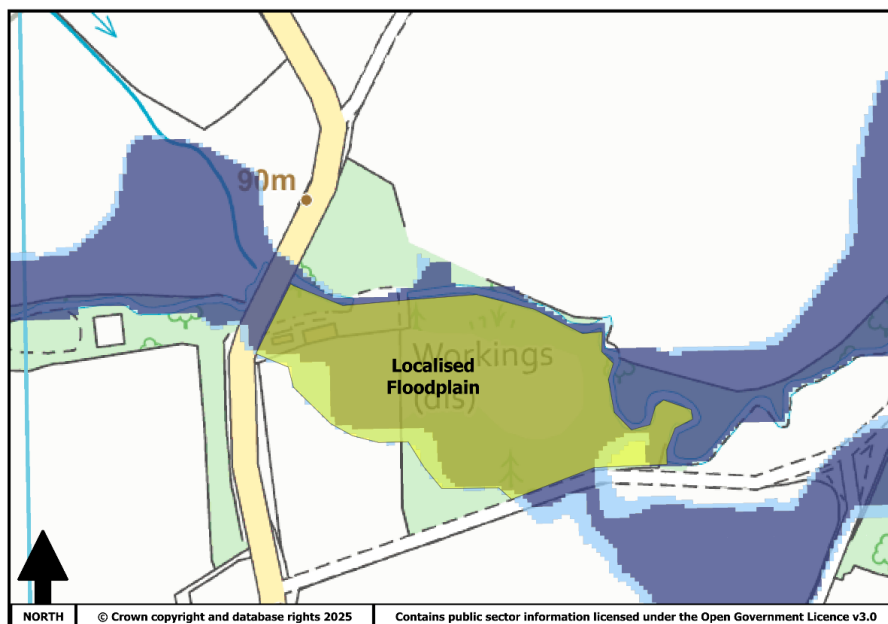 90m
Workings
(dis)
Localised
Floodplain
NORTH
© Crown copyright and database rights 2025
Contains public sector information licensed under the Open Government Licence v3.0